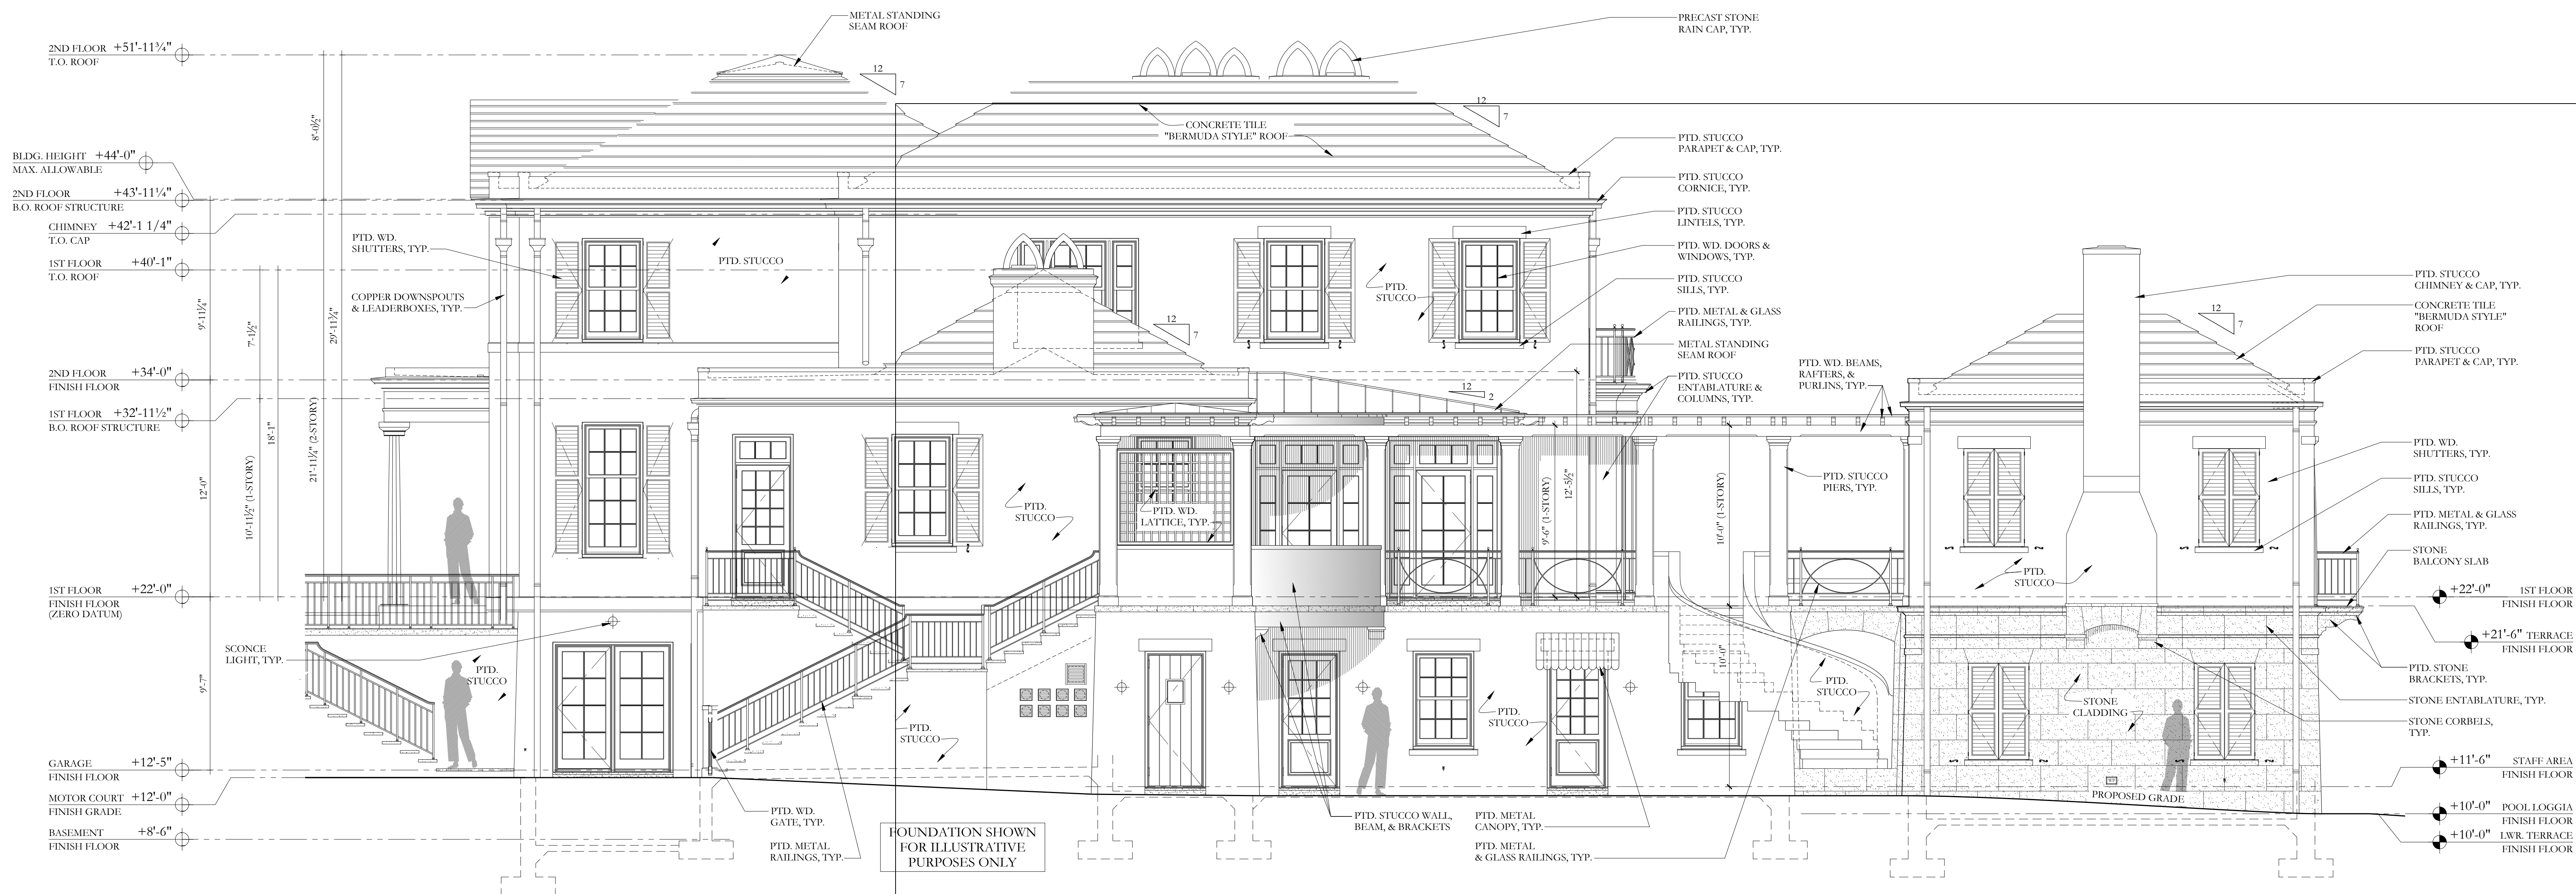 2ND FLOOR +51'-11¾"
T.O. ROOF
BLDG. HEIGHT +44'-0"
MAX. ALLOWABLE
2ND FLOOR +43'-11¼"
B.O. ROOF STRUCTURE
CHIMNEY +42'-1 1/4"
T.O. CAP
1ST FLOOR +40'-1"
T.O. ROOF
2ND FLOOR +34'-0"
FINISH FLOOR
1ST FLOOR +32'-11½"
B.O. ROOF STRUCTURE
1ST FLOOR +22'-0"
FINISH FLOOR
(ZERO DATUM)
GARAGE +12'-5"
FINISH FLOOR
MOTOR COURT +12'-0"
FINISH GRADE
BASEMENT +8'-6"
FINISH FLOOR
8'-0½"
9'-11¼"
7'-1½"
29'-11¾"
12'-0"
10'-11½" (1-STORY)
18'-1"
21'-11¼" (2-STORY)
9'-7"
METAL STANDING
SEAM ROOF
12
7
CONCRETE TILE
"BERMUDA STYLE" ROOF
12
7
PRECAST STONE
RAIN CAP, TYP.
PTD. STUCCO
PARAPET & CAP, TYP.
PTD. STUCCO
CORNICE, TYP.
PTD. STUCCO
LINTELS, TYP.
PTD. WD. DOORS &
WINDOWS, TYP.
PTD. STUCCO
SILLS, TYP.
PTD. METAL & GLASS
RAILINGS, TYP.
METAL STANDING
SEAM ROOF
PTD. STUCCO
ENTABLATURE &
COLUMNS, TYP.
PTD. WD. BEAMS,
RAFTERS, &
PURLINS, TYP.
PTD. WD.
SHUTTERS, TYP.
COPPER DOWNSPOUTS
& LEADERBOXES, TYP.
PTD. STUCCO
PTD.
STUCCO
12
7
12
2
PTD.
STUCCO
PTD. WD.
LATTICE, TYP.
9'-6" (1-STORY)
12'-5½"
10'-0" (1-STORY)
10'-0"
PTD. STUCCO
PIERS, TYP.
SCONCE
LIGHT, TYP.
PTD.
STUCCO
PTD.
STUCCO
PTD.
STUCCO
PTD.
STUCCO
PTD. WD.
GATE, TYP.
PTD. METAL
RAILINGS, TYP.
FOUNDATION SHOWN
FOR ILLUSTRATIVE
PURPOSES ONLY
PTD. STUCCO WALL,
BEAM, & BRACKETS
PTD. METAL
CANOPY, TYP.
PTD. METAL
& GLASS RAILINGS, TYP.
12
7
PTD. STUCCO
CHIMNEY & CAP, TYP.
CONCRETE TILE
"BERMUDA STYLE"
ROOF
PTD. STUCCO
PARAPET & CAP, TYP.
PTD. WD.
SHUTTERS, TYP.
PTD. STUCCO
SILLS, TYP.
PTD. METAL & GLASS
RAILINGS, TYP.
STONE
BALCONY SLAB
PTD.
STUCCO
STONE
CLADDING
PROPOSED GRADE
PTD. STONE
BRACKETS, TYP.
STONE ENTABLATURE, TYP.
STONE CORBELS,
TYP.
+22'-0" 1ST FLOOR
FINISH FLOOR
+21'-6" TERRACE
FINISH FLOOR
+11'-6" STAFF AREA
FINISH FLOOR
+10'-0" POOL LOGGIA
FINISH FLOOR
+10'-0" LWR. TERRACE
FINISH FLOOR